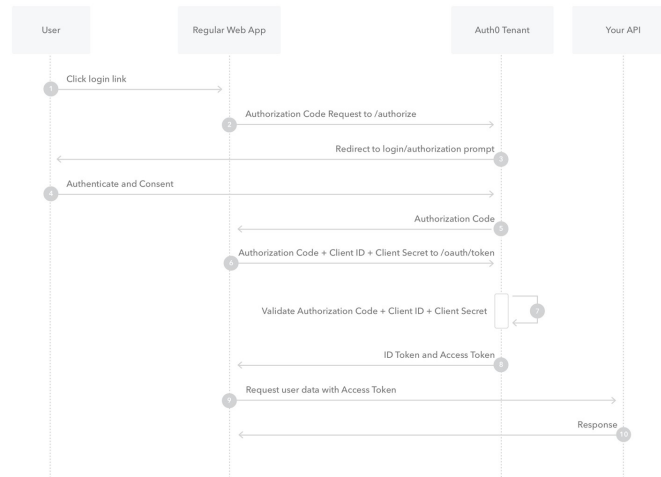 User
Regular Web App
Auth0 Tenant
Your API
Click login link
1
Authorization Code Request to /authorize
2
Redirect to login/authorization prompt
3
Authenticate and Consent
4
Authorization Code
5
Authorization Code + Client ID + Client Secret to /oauth/token
6
Validate Authorization Code + Client ID + Client Secret
7
ID Token and Access Token
8
Request user data with Access Token
9
Response
10